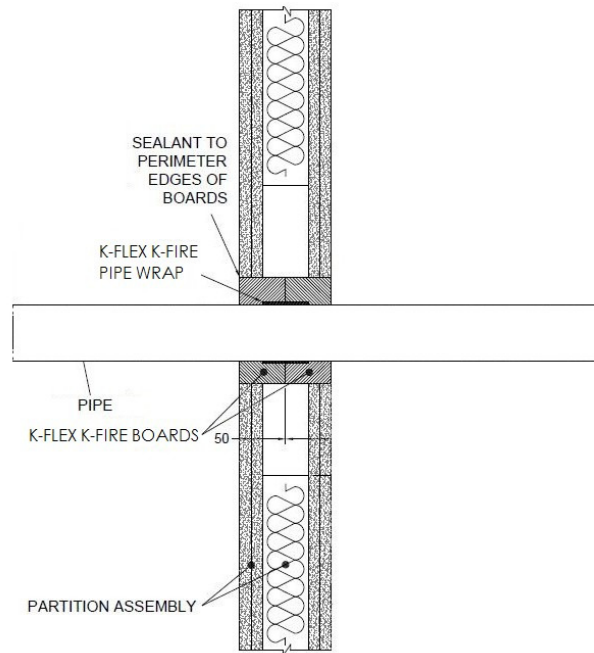 SEALANT TO
PERIMETER
EDGES OF
BOARDS
K-FLEX K-FIRE
PIPE WRAP
PIPE
K-FLEX K-FIRE BOARDS
50
PARTITION ASSEMBLY